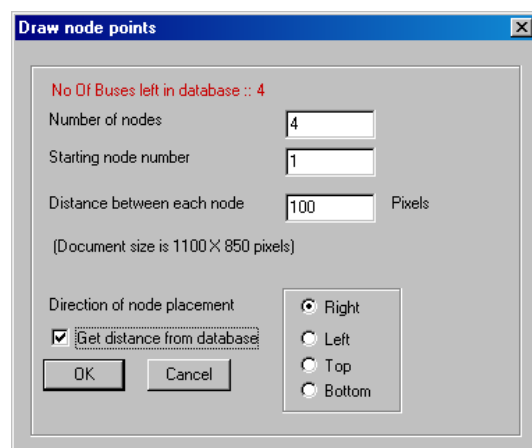 Draw node points
No Of Buses left in database :: 4
Number of nodes 4
Starting node number 1
Distance between each node 100 Pixels
(Document size is 1100 X 850 pixels)
Direction of node placement
Get distance from database
OK Cancel
Right
Left
Top
Bottom